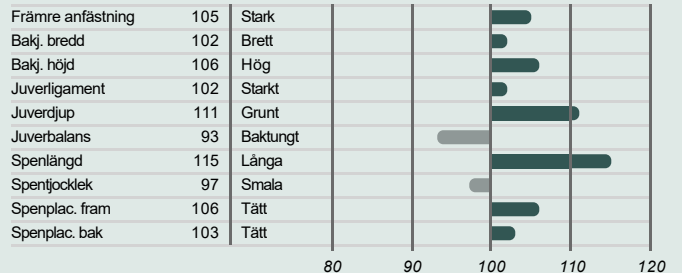 Främre anfästning 105 Stark
Bakj. bredd 102 Brett
Bakj. höjd 106 Hög
Juverligament 102 Starkt
Juverdjup 111 Grunt
Juverbalans 93 Baktungt
Spenlängd 115 Långa
Spentjocklek 97 Smala
Spenplac. fram 106 Tätt
Spenplac. bak 103 Tätt
80 90 100 110 120